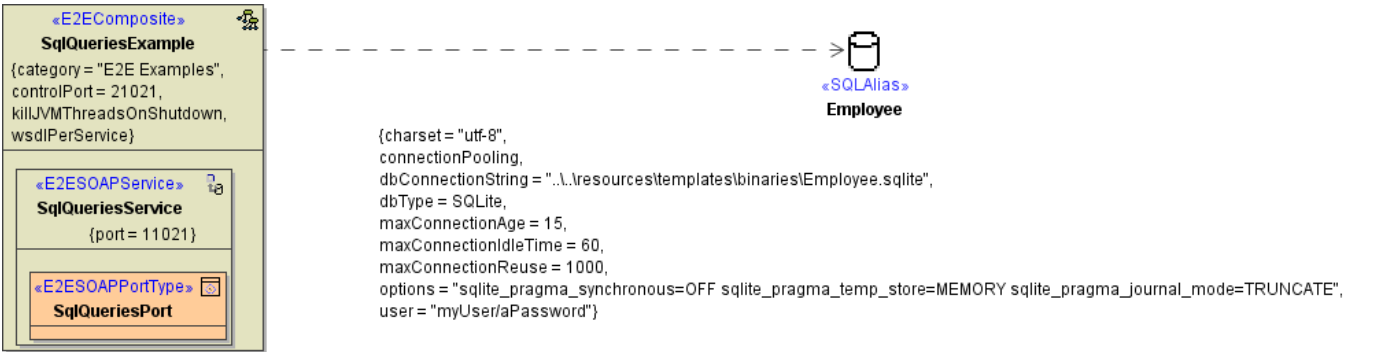 «E2EComposite»
SqlQueriesExample
{category = "E2E Examples",
controlPort = 21021,
killJVMThreadsOnShutdown,
wsdlPerService}
«E2ESOAPService»
SqlQueriesService
{port = 11021}
«E2ESOAPPortType»
SqlQueriesPort
«SQLAlias»
Employee
{charset = "utf-8",
connectionPooling,
dbConnectionString = "..\..\resources\templates\binaries\Employee.sqlite",
dbType = SQLite,
maxConnectionAge = 15,
maxConnectionIdleTime = 60,
maxConnectionReuse = 1000,
options = "sqlite_pragma_synchronous=OFF sqlite_pragma_temp_store=MEMORY sqlite_pragma_journal_mode=TRUNCATE",
user = "myUser/aPassword"}